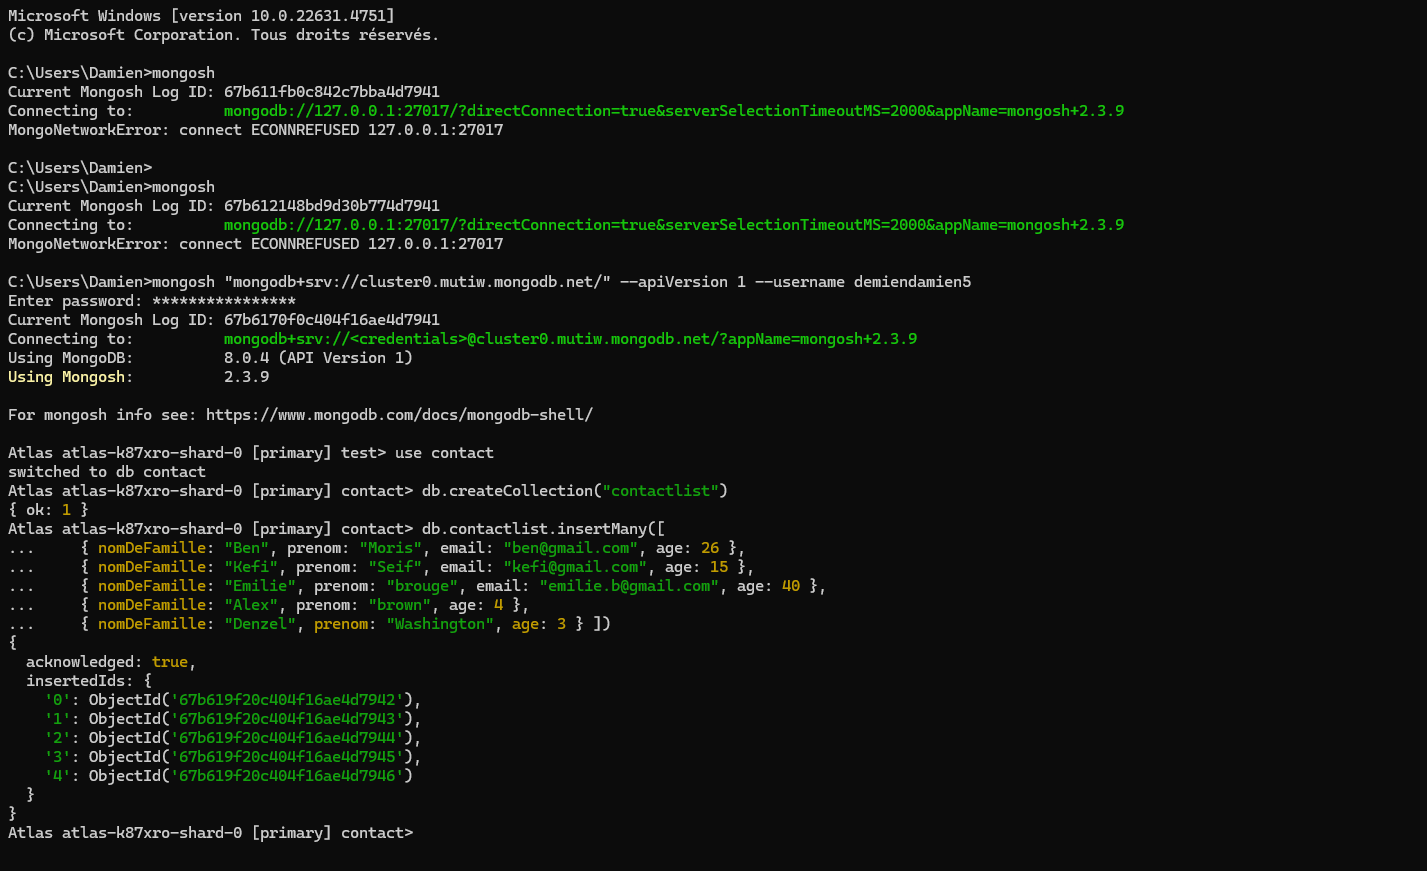 Microsoft Windows [version 10.0.22631.4751]
(c) Microsoft Corporation. Tous droits réservés.
C:\Users\Damien>mongosh
Current Mongosh Log ID: 67b611fb0c842c7bba4d7941
Connecting to:          mongodb://127.0.0.1:27017/?directConnection=true&serverSelectionTimeoutMS=2000&appName=mongosh+2.3.9
MongoNetworkError: connect ECONNREFUSED 127.0.0.1:27017
C:\Users\Damien>
C:\Users\Damien>mongosh
Current Mongosh Log ID: 67b612148bd9d30b774d7941
Connecting to:          mongodb://127.0.0.1:27017/?directConnection=true&serverSelectionTimeoutMS=2000&appName=mongosh+2.3.9
MongoNetworkError: connect ECONNREFUSED 127.0.0.1:27017
C:\Users\Damien>mongosh "mongodb+srv://cluster0.mutiw.mongodb.net/" --apiVersion 1 --username demiendamien5
Enter password: ****************
Current Mongosh Log ID: 67b6170f0c404f16ae4d7941
Connecting to:          mongodb+srv://<credentials>@cluster0.mutiw.mongodb.net/?appName=mongosh+2.3.9
Using MongoDB:          8.0.4 (API Version 1)
Using Mongosh:          2.3.9
For mongosh info see: https://www.mongodb.com/docs/mongodb-shell/
Atlas atlas-k87xro-shard-0 [primary] test> use contact
switched to db contact
Atlas atlas-k87xro-shard-0 [primary] contact> db.createCollection("contactlist")
{ ok: 1 }
Atlas atlas-k87xro-shard-0 [primary] contact> db.contactlist.insertMany([
...     { nomDeFamille: "Ben", prenom: "Moris", email: "ben@gmail.com", age: 26 },
...     { nomDeFamille: "Kefi", prenom: "Seif", email: "kefi@gmail.com", age: 15 },
...     { nomDeFamille: "Emilie", prenom: "brouge", email: "emilie.b@gmail.com", age: 40 },
...     { nomDeFamille: "Alex", prenom: "brown", age: 4 },
...     { nomDeFamille: "Denzel", prenom: "Washington", age: 3 } ])
{
  acknowledged: true,
  insertedIds: {
    '0': ObjectId('67b619f20c404f16ae4d7942'),
    '1': ObjectId('67b619f20c404f16ae4d7943'),
    '2': ObjectId('67b619f20c404f16ae4d7944'),
    '3': ObjectId('67b619f20c404f16ae4d7945'),
    '4': ObjectId('67b619f20c404f16ae4d7946')
  }
}
Atlas atlas-k87xro-shard-0 [primary] contact>